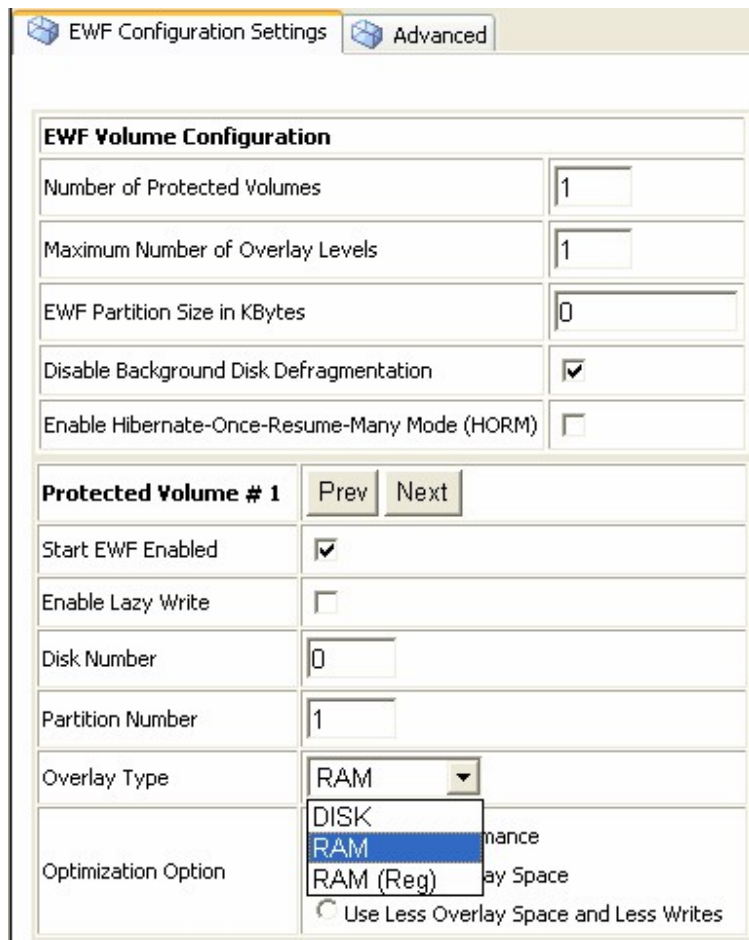 EWF Configuration Settings Advanced
EWF Volume Configuration
Number of Protected Volumes 1
Maximum Number of Overlay Levels 1
EWF Partition Size in KBytes 0
Disable Background Disk Defragmentation
Enable Hibernate-Once-Resume-Many Mode (HORM)
Protected Volume # 1 Prev Next
Start EWF Enabled
Enable Lazy Write
Disk Number 0
Partition Number 1
Overlay Type RAM
DISK
RAM mance
Optimization Option RAM (Reg) ay Space
Use Less Overlay Space and Less Writes